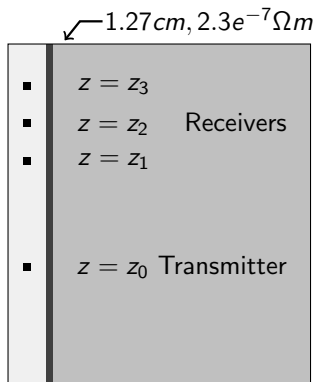 1.27cm, 2.3e⁻⁷Ωm
z = z₃
z = z₂ Receivers
z = z₁
z = z₀ Transmitter